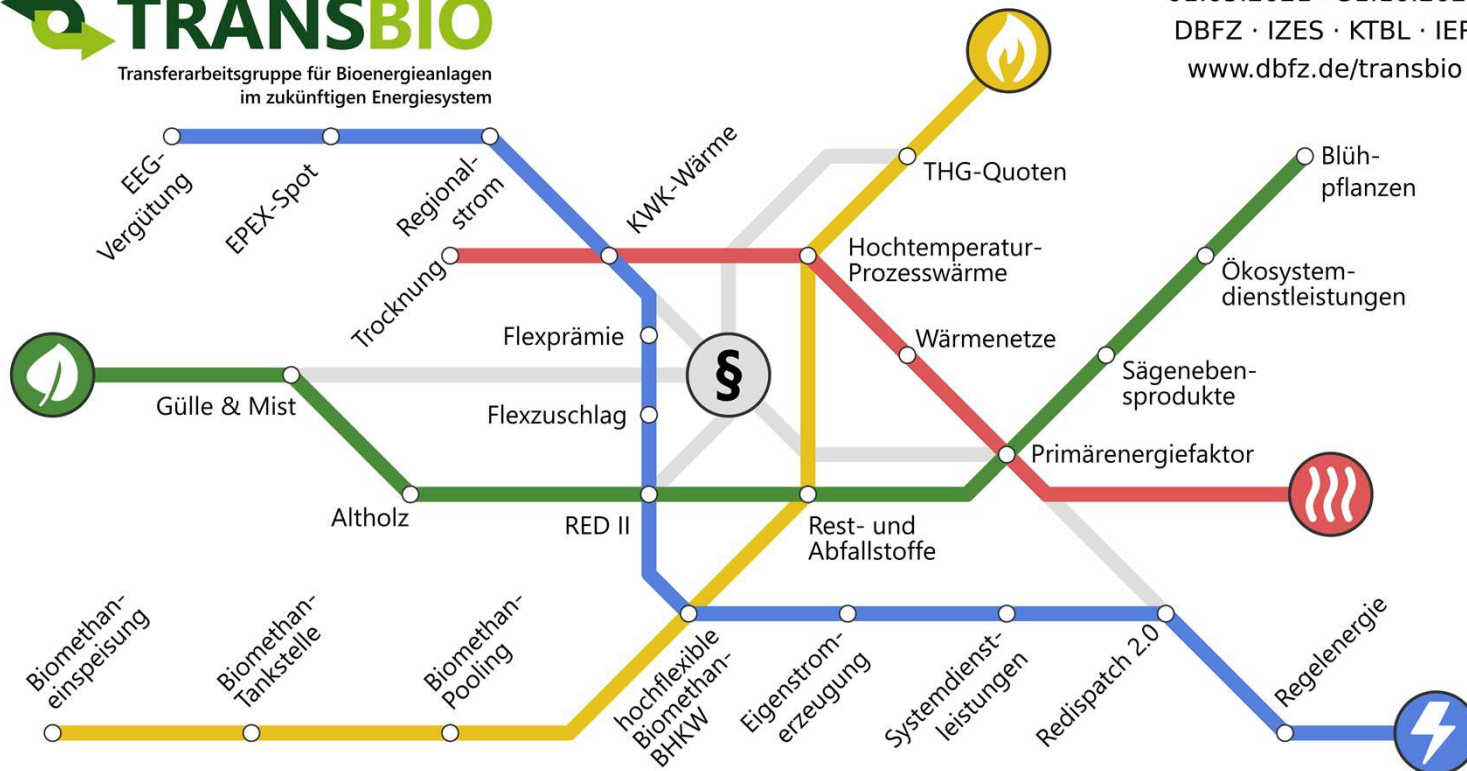 TRANSBIO
Transferarbeitsgruppe für Bioenergieanlagen
im zukünftigen Energiesystem
DBFZ · IZES · KTBL · IE
www.dbfz.de/transbio
EEG-
Vergütung
EPEX-Spot
Regional-
strom
KWK-Wärme
THG-Quoten
Blüh-
pflanzen
Trocknung
Hochtemperatur-
Prozesswärme
Ökosystem-
dienstleistungen
Flexprämie
Wärmenetze
§
Sägeneben-
sprodukte
Gülle & Mist
Flexzuschlag
Primärenergiefaktor
Altholz
RED II
Rest- und
Abfallstoffe
Biomethan-
einspeisung
Biomethan-
Tankstelle
Biomethan-
Pooling
hochflexible
Biomethan-
BHKW
Eigenstrom-
erzeugung
Systemdienst-
leistungen
Redispatch 2.0
Regelenergie